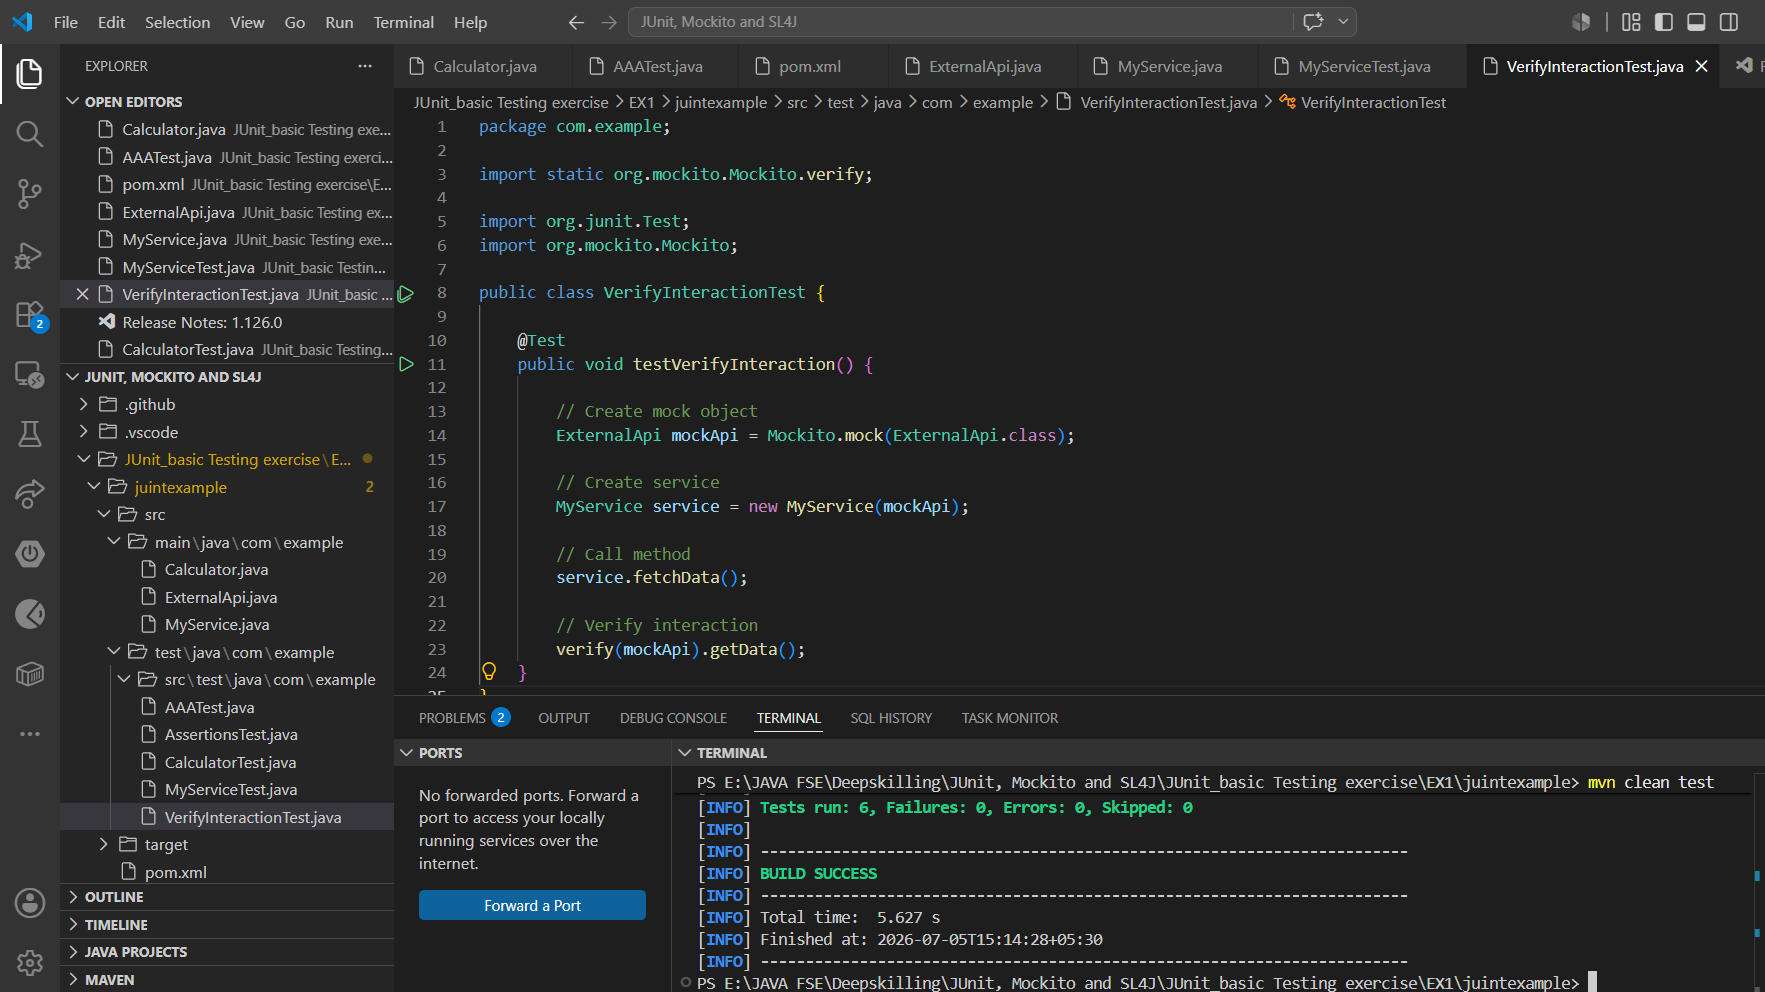 File Edit Selection View Go Run Terminal Help
JUnit, Mockito and SL4J
EXPLORER
OPEN EDITORS
Calculator.java JUnit_basic Testing exe...
AAATest.java JUnit_basic Testing exerci...
pom.xml JUnit_basic Testing exercise\E...
ExternalApi.java JUnit_basic Testing ex...
MyService.java JUnit_basic Testing exe...
MyServiceTest.java JUnit_basic Testin...
VerifyInteractionTest.java JUnit_basic ...
Release Notes: 1.126.0
CalculatorTest.java JUnit_basic Testing...
JUNIT, MOCKITO AND SL4J
.github
.vscode
JUnit_basic Testing exercise\E...
juintexample 2
src
main\java\com\example
Calculator.java
ExternalApi.java
MyService.java
test\java\com\example
src\test\java\com\example
AAATest.java
AssertionsTest.java
CalculatorTest.java
MyServiceTest.java
VerifyInteractionTest.java
target
pom.xml
OUTLINE
TIMELINE
JAVA PROJECTS
MAVEN
2
Calculator.java AAATest.java pom.xml ExternalApi.java MyService.java MyServiceTest.java VerifyInteractionTest.java
JUnit_basic Testing exercise > EX1 > juintexample > src > test > java > com > example > VerifyInteractionTest.java > VerifyInteractionTest
1 package com.example;
2
3 import static org.mockito.Mockito.verify;
4
5 import org.junit.Test;
6 import org.mockito.Mockito;
7
8 public class VerifyInteractionTest {
9
10 @Test
11 public void testVerifyInteraction() {
12
13 // Create mock object
14 ExternalApi mockApi = Mockito.mock(ExternalApi.class);
15
16 // Create service
17 MyService service = new MyService(mockApi);
18
19 // Call method
20 service.fetchData();
21
22 // Verify interaction
23 verify(mockApi).getData();
24 }
25 }
PROBLEMS 2 OUTPUT DEBUG CONSOLE TERMINAL SQL HISTORY TASK MONITOR
PORTS
No forwarded ports. Forward a
port to access your locally
running services over the
internet.
Forward a Port
TERMINAL
PS E:\JAVA FSE\Deepskilling\JUnit, Mockito and SL4J\JUnit_basic Testing exercise\EX1\juintexample> mvn clean test
[INFO] Tests run: 6, Failures: 0, Errors: 0, Skipped: 0
[INFO]
[INFO] ------------------------------------------------------------------------
[INFO] BUILD SUCCESS
[INFO] ------------------------------------------------------------------------
[INFO] Total time:  5.627 s
[INFO] Finished at: 2026-07-05T15:14:28+05:30
[INFO] ------------------------------------------------------------------------
PS E:\JAVA FSE\Deepskilling\JUnit, Mockito and SL4J\JUnit_basic Testing exercise\EX1\juintexample>